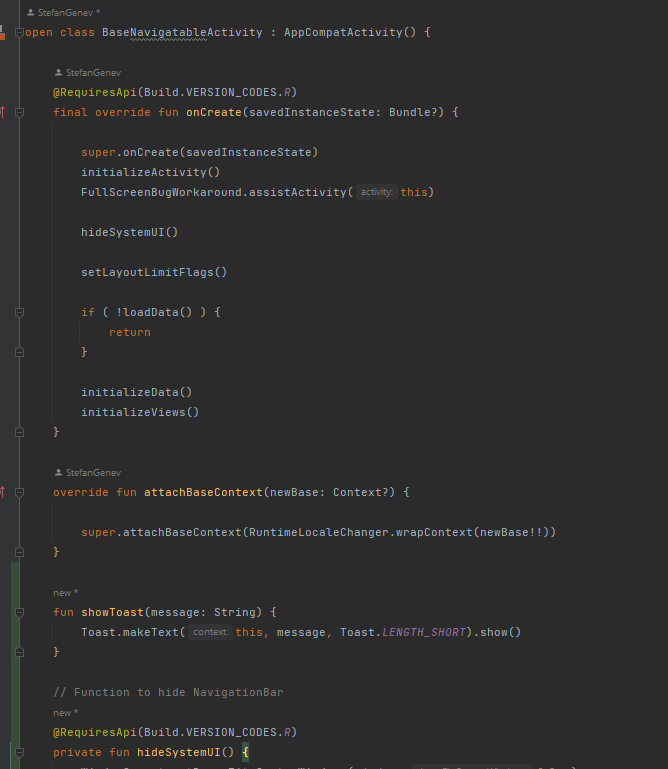 StefanGenev *
open class BaseNavigatableActivity : AppCompatActivity() {
StefanGenev
@RequiresApi(Build.VERSION_CODES.R)
final override fun onCreate(savedInstanceState: Bundle?) {
super.onCreate(savedInstanceState)
initializeActivity()
FullScreenBugWorkaround.assistActivity( activity: this)
hideSystemUI()
setLayoutLimitFlags()
if ( !loadData() ) {
return
}
initializeData()
initializeViews()
}
StefanGenev
override fun attachBaseContext(newBase: Context?) {
super.attachBaseContext(RuntimeLocaleChanger.wrapContext(newBase!!))
}
new *
fun showToast(message: String) {
Toast.makeText( context: this, message, Toast.LENGTH_SHORT).show()
}
// Function to hide NavigationBar
new *
@RequiresApi(Build.VERSION_CODES.R)
private fun hideSystemUI() {